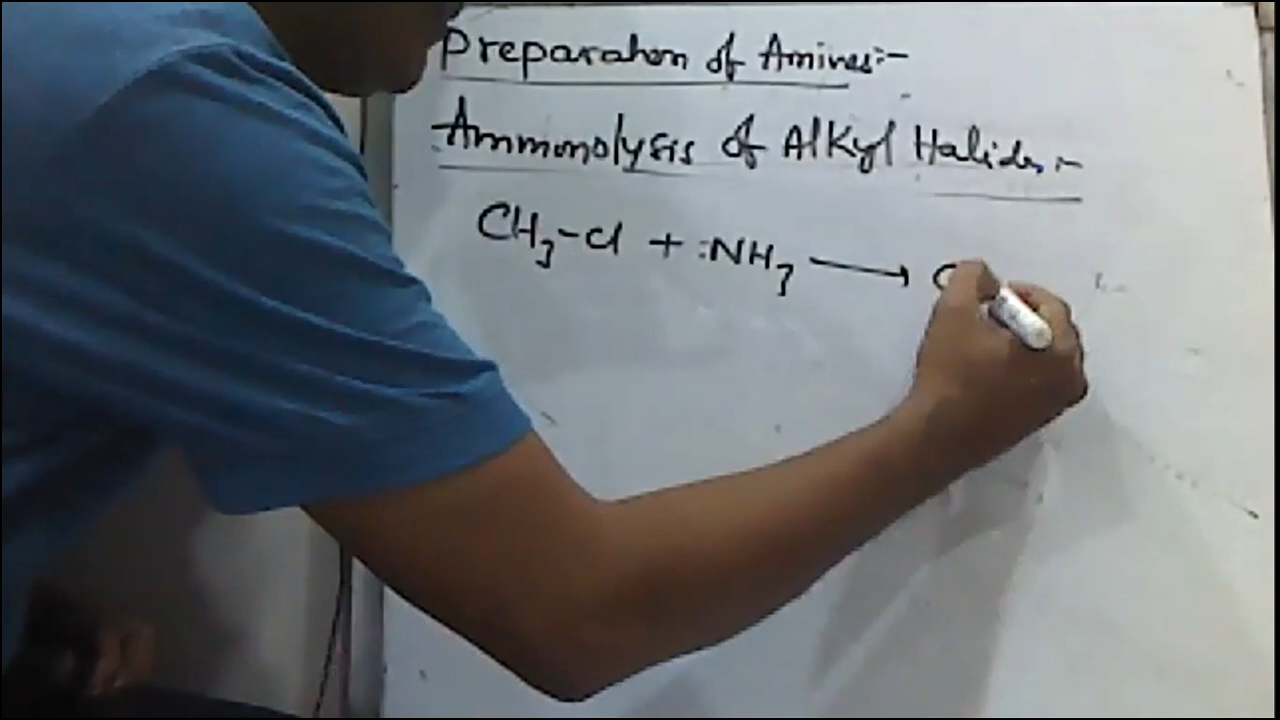 Preparation of Amines:-
Ammonolysis of Alkyl Halides:-
CH3-Cl + :NH3 ⟶ C